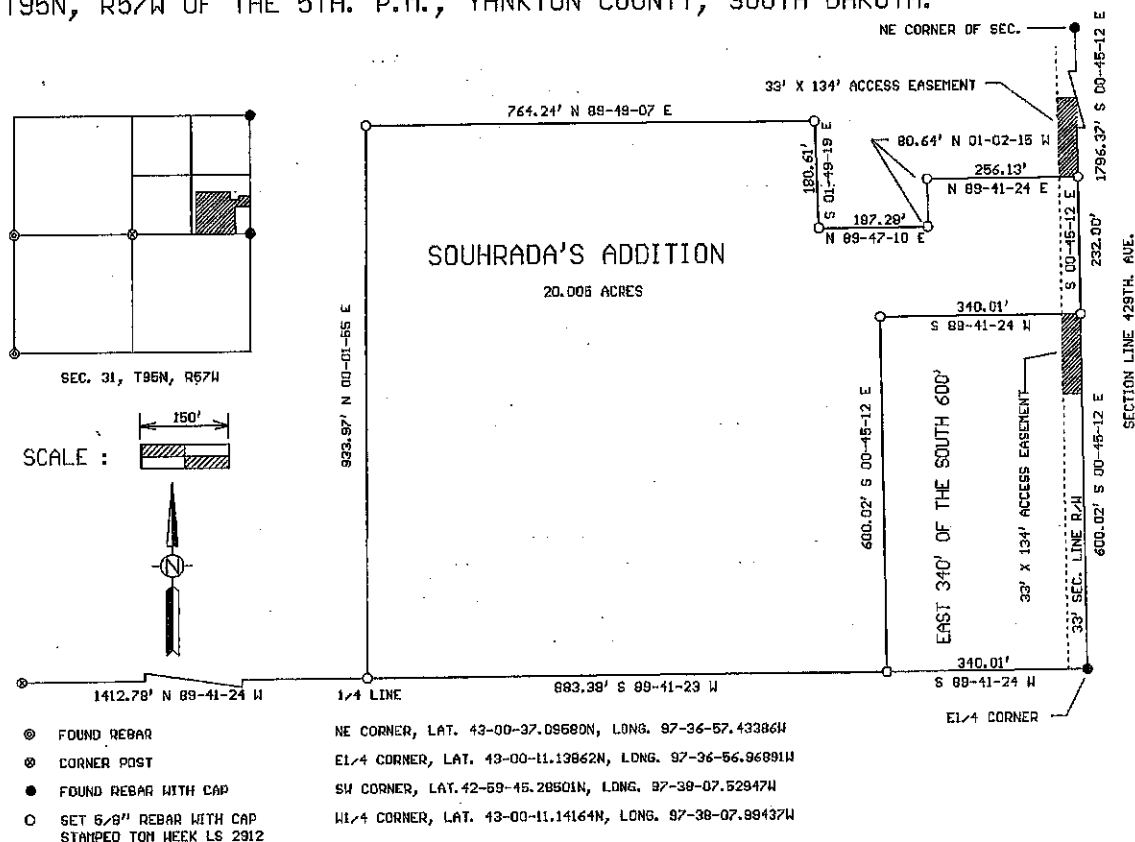 T95N, R57W OF THE 5TH. P.M., YANKTON COUNTY, SOUTH DAKOTA.
NE CORNER OF SEC.
33' X 134' ACCESS EASEMENT
1796.37' S 00-45-12 E
764.24' N 89-49-07 E
180.61'
S 01-49-19 E
80.64' N 01-02-15 W
256.13'
N 89-41-24 E
187.28'
N 89-47-10 E
S 00-45-12 E
232.00'
SECTION LINE 429TH. AVE.
SOUHRADA'S ADDITION
20.006 ACRES
SEC. 31, T95N, R57W
933.97' N 00-01-55 E
340.01'
S 89-41-24 W
150'
SCALE :
N
600.02' S 00-45-12 E
EAST 340' OF THE SOUTH 600'
33' X 134' ACCESS EASEMENT
33' SEC. LINE R/W
600.02' S 00-45-12 E
1412.78' N 89-41-24 W
1/4 LINE
883.38' S 89-41-23 W
340.01'
S 89-41-24 W
E1/4 CORNER
FOUND REBAR
CORNER POST
FOUND REBAR WITH CAP
SET 5/8" REBAR WITH CAP
STAMPED TOM WEEK LS 2912
NE CORNER, LAT. 43-00-37.09580N, LONG. 97-36-57.43386W
E1/4 CORNER, LAT. 43-00-11.13862N, LONG. 97-36-56.96891W
SW CORNER, LAT.42-59-45.28501N, LONG. 97-38-07.52947W
W1/4 CORNER, LAT. 43-00-11.14164N, LONG. 97-38-07.99437W